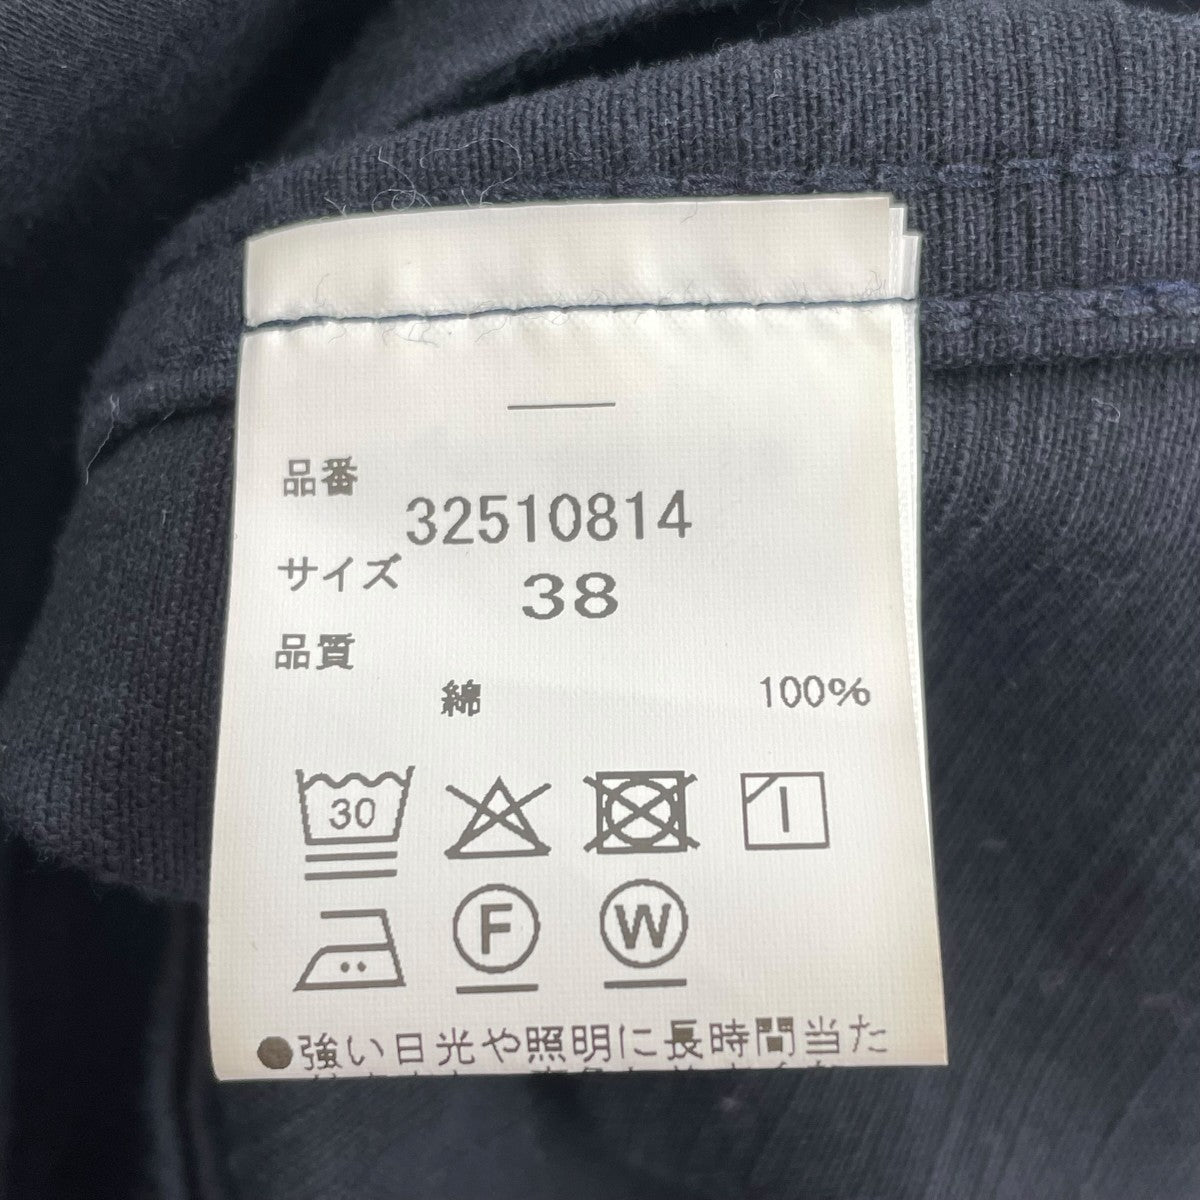 品番
32510814
サイズ
38
品質
綿 100%
30
F W
●強い日光や照明に長時間当た